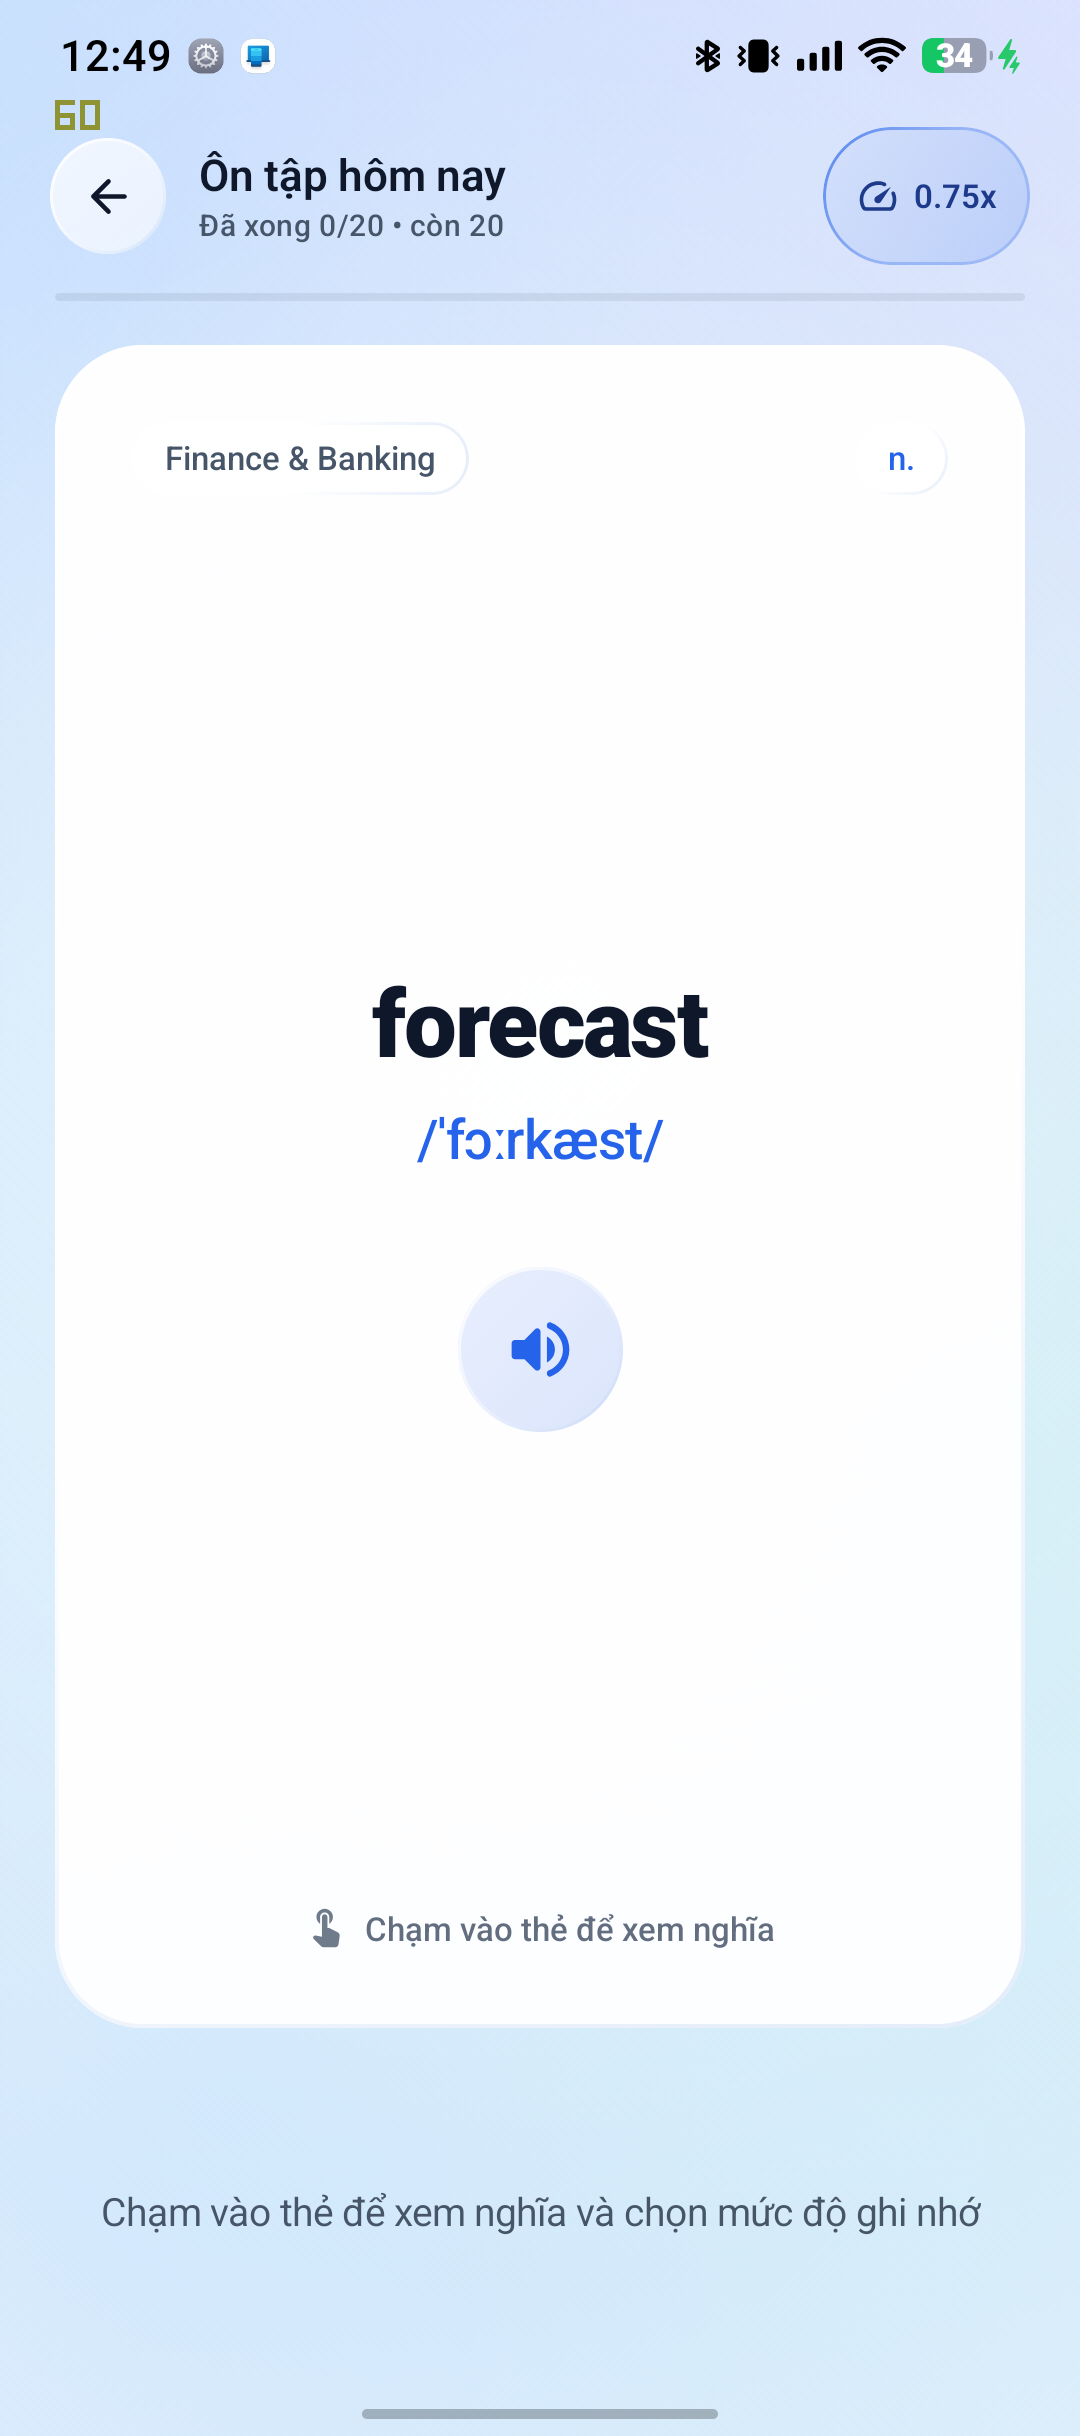 12:49
34
60
Ôn tập hôm nay
Đã xong 0/20 • còn 20
0.75x
Finance & Banking
n.
forecast
/ˈfɔːrkæst/
Chạm vào thẻ để xem nghĩa
Chạm vào thẻ để xem nghĩa và chọn mức độ ghi nhớ